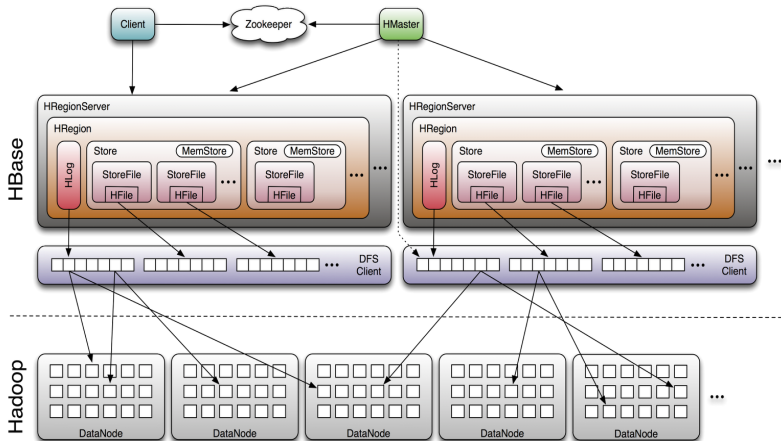 Client
Zookeeper
HMaster
HBase
HRegionServer
HRegion
HLog
Store
MemStore
StoreFile
HFile
StoreFile
HFile
...
StoreFile
HFile
MemStore
...
...
DFS
Client
...
HRegionServer
HRegion
HLog
Store
MemStore
StoreFile
HFile
StoreFile
HFile
...
MemStore
StoreFile
HFile
...
...
...
DFS
Client
...
Hadoop
DataNode
DataNode
DataNode
DataNode
DataNode
...